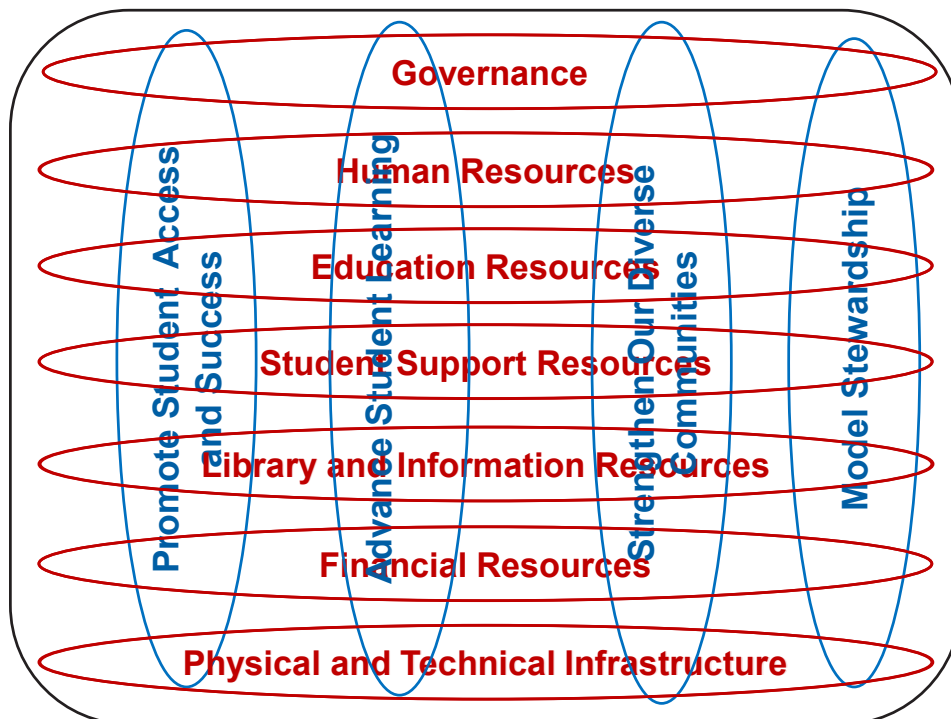 Governance
Human Resources
Education Resources
Student Support Resources
Library and Information Resources
Financial Resources
Physical and Technical Infrastructure
Promote Student Access
and Success
Advance Student Learning
Strengthen Our Diverse
Communities
Model Stewardship